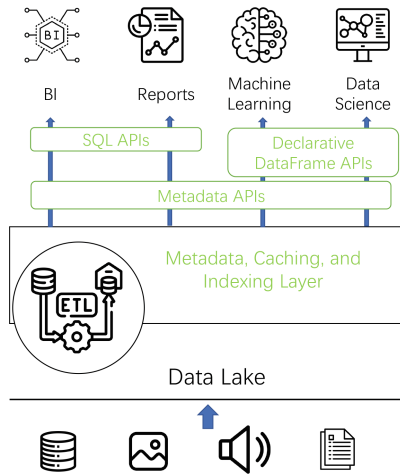 BI
BI
Reports
Machine
Learning
Data
Science
SQL APIs
Declarative
DataFrame APIs
Metadata APIs
Metadata, Caching, and
Indexing Layer
ETL
Data Lake